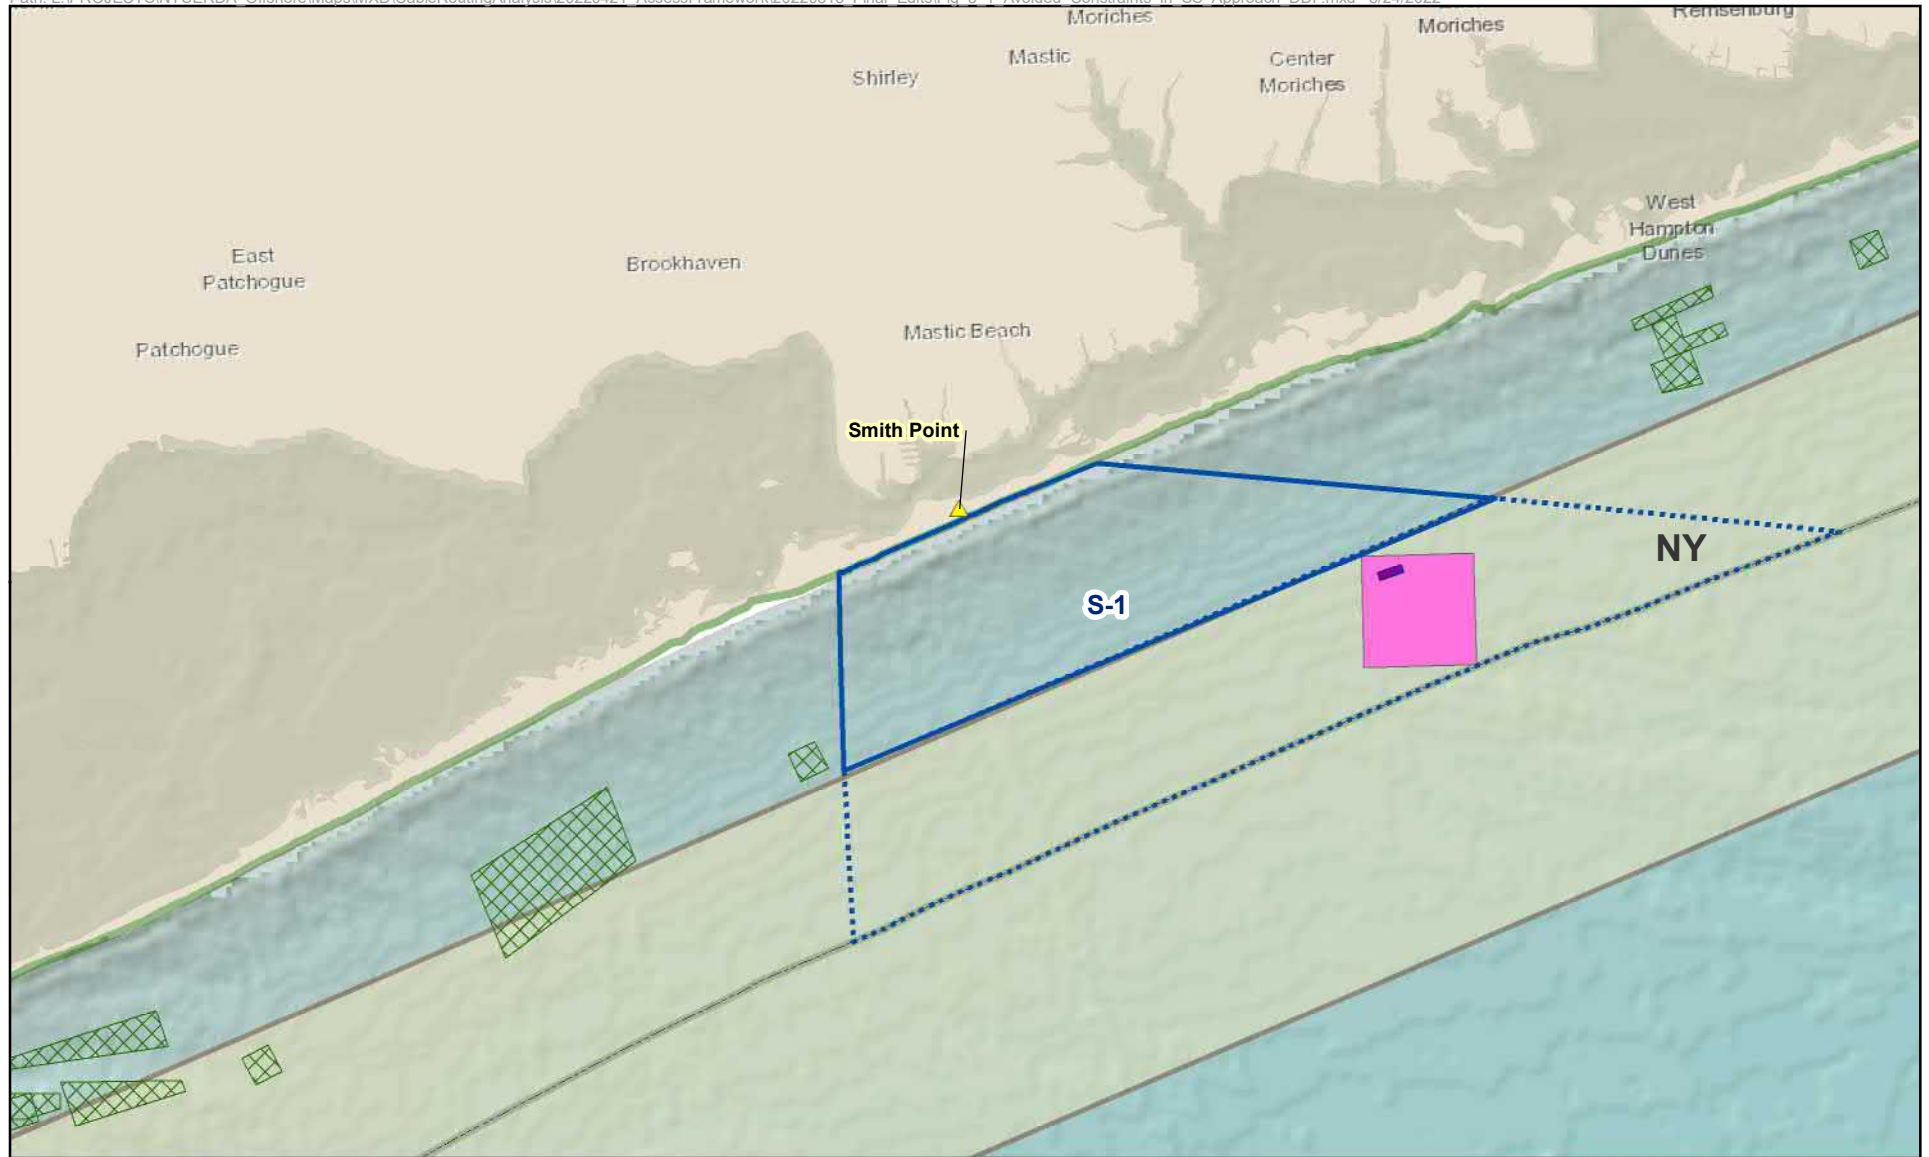 Moriches
Moriches
Remsenburg
Mastic
Shirley
Center
Moriches
West
Hampton
Dunes
East
Patchogue
Brookhaven
Mastic Beach
Patchogue
Smith Point
NY
S-1